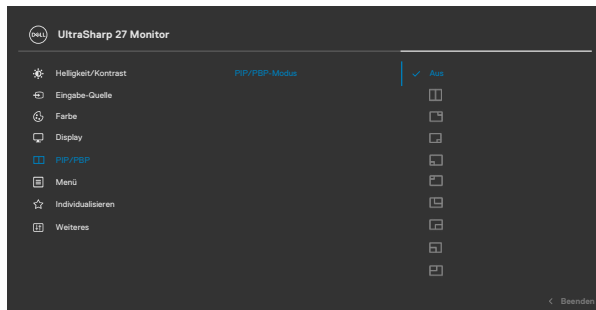 DELL UltraSharp 27 Monitor
Helligkeit/Kontrast PIP/PBP-Modus Aus
Eingabe-Quelle
Farbe
Display
PIP/PBP
Menü
Individualisieren
Weiteres
Beenden